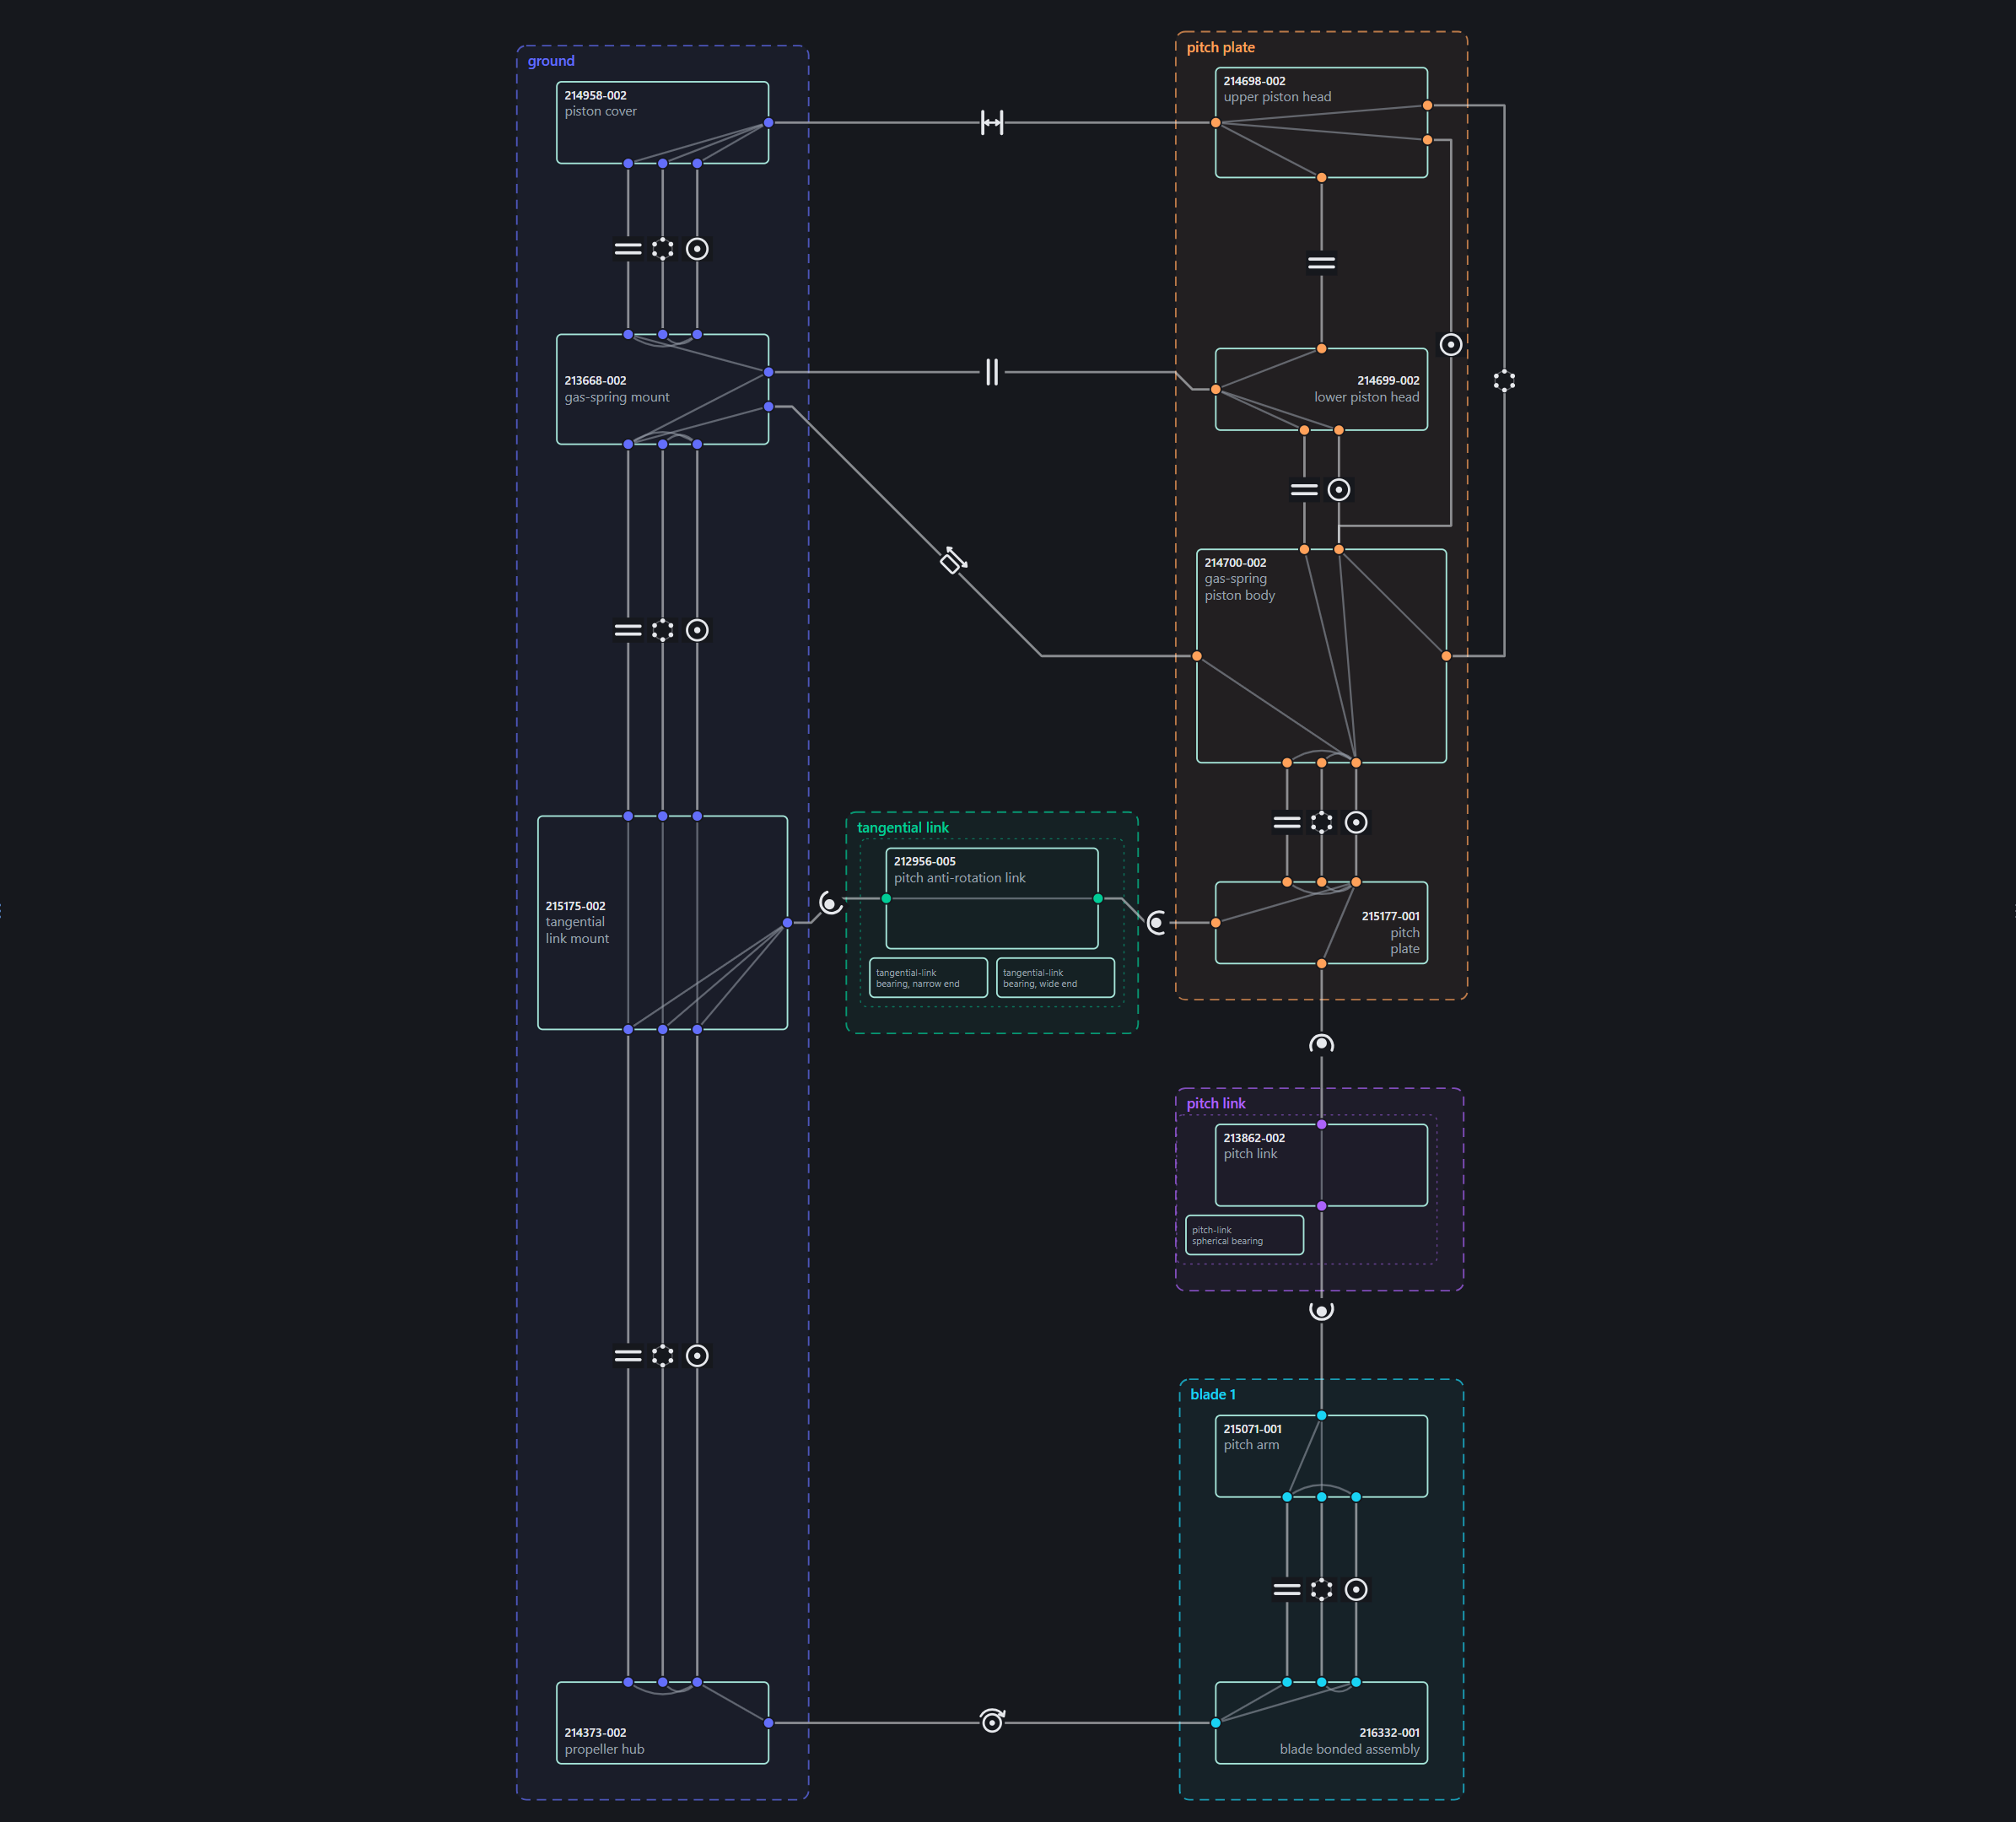 ground
214958-002
piston cover
213668-002
gas-spring mount
215175-002
tangential
link mount
214373-002
propeller hub
tangential link
212956-005
pitch anti-rotation link
tangential-link
bearing, narrow end
tangential-link
bearing, wide end
pitch plate
214698-002
upper piston head
214699-002
lower piston head
214700-002
gas-spring
piston body
215177-001
pitch
plate
pitch link
213862-002
pitch link
pitch-link
spherical bearing
blade 1
215071-001
pitch arm
216332-001
blade bonded assembly